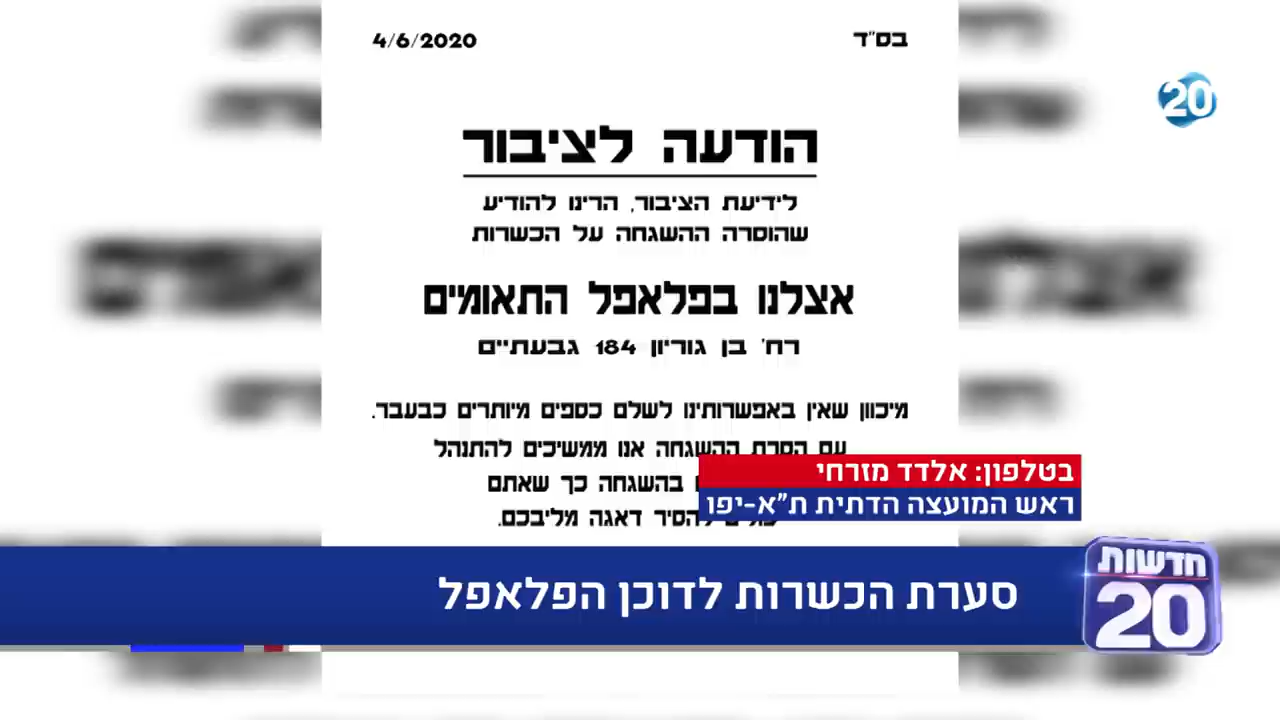 בס"ד
4/6/2020
20
הודעה לציבור
לידיעת הציבור, הרינו להודיע
שהוסרה ההשגחה על הכשרות
אצלנו בפלאפל התאומים
רח' בן גוריון 184 גבעתיים
מיכוון שאין באפשרותינו לשלם כספים מיותרים כבעבר.
עם הסרת ההשגחה אנו ממשיכים להתנהל
בהשגחה כך שאתם
להסיר דאגה מליבכם.
בטלפון: אלדד מזרחי
ראש המועצה הדתית ת"א-יפו
סערת הכשרות לדוכן הפלאפל
חדשות
20